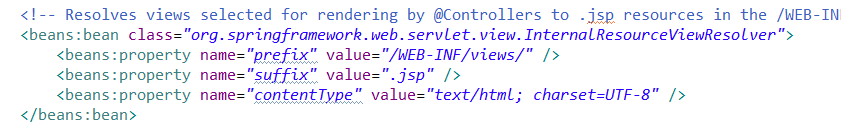 <!-- Resolves views selected for rendering by @Controllers to .jsp resources in the /WEB-IN
<beans:bean class="org.springframework.web.servlet.view.InternalResourceViewResolver">
<beans:property name="prefix" value="/WEB-INF/views/" />
<beans:property name="suffix" value=".jsp" />
<beans:property name="contentType" value="text/html; charset=UTF-8" />
</beans:bean>